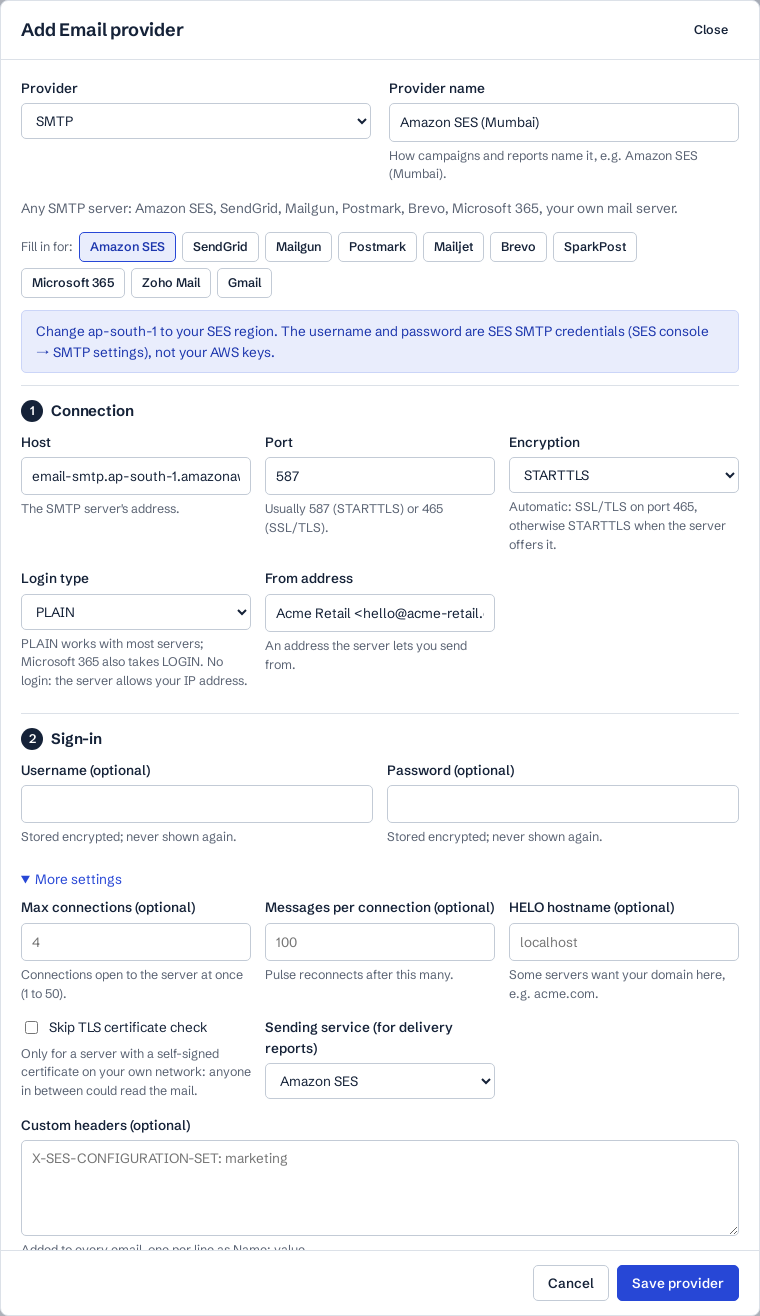 Add Email provider
Close
Provider
Provider name
SMTP
Amazon SES (Mumbai)
How campaigns and reports name it, e.g. Amazon SES
(Mumbai).
Any SMTP server: Amazon SES, SendGrid, Mailgun, Postmark, Brevo, Microsoft 365, your own mail server.
Fill in for: Amazon SES SendGrid Mailgun Postmark Mailjet Brevo SparkPost
Microsoft 365 Zoho Mail Gmail
Change ap-south-1 to your SES region. The username and password are SES SMTP credentials (SES console
→ SMTP settings), not your AWS keys.
1 Connection
Host
Port
Encryption
email-smtp.ap-south-1.amazonaw
587
STARTTLS
The SMTP server's address.
Usually 587 (STARTTLS) or 465
(SSL/TLS).
Automatic: SSL/TLS on port 465,
otherwise STARTTLS when the server
offers it.
Login type
From address
PLAIN
Acme Retail <hello@acme-retail.
PLAIN works with most servers;
Microsoft 365 also takes LOGIN. No
login: the server allows your IP address.
An address the server lets you send
from.
2 Sign-in
Username (optional)
Password (optional)
Stored encrypted; never shown again.
Stored encrypted; never shown again.
▼ More settings
Max connections (optional)
Messages per connection (optional)
HELO hostname (optional)
4
100
localhost
Connections open to the server at once
(1 to 50).
Pulse reconnects after this many.
Some servers want your domain here,
e.g. acme.com.
Skip TLS certificate check
Only for a server with a self-signed
certificate on your own network: anyone
in between could read the mail.
Sending service (for delivery
reports)
Amazon SES
Custom headers (optional)
X-SES-CONFIGURATION-SET: marketing
Added to every email, one per line as Name: value.
Cancel
Save provider